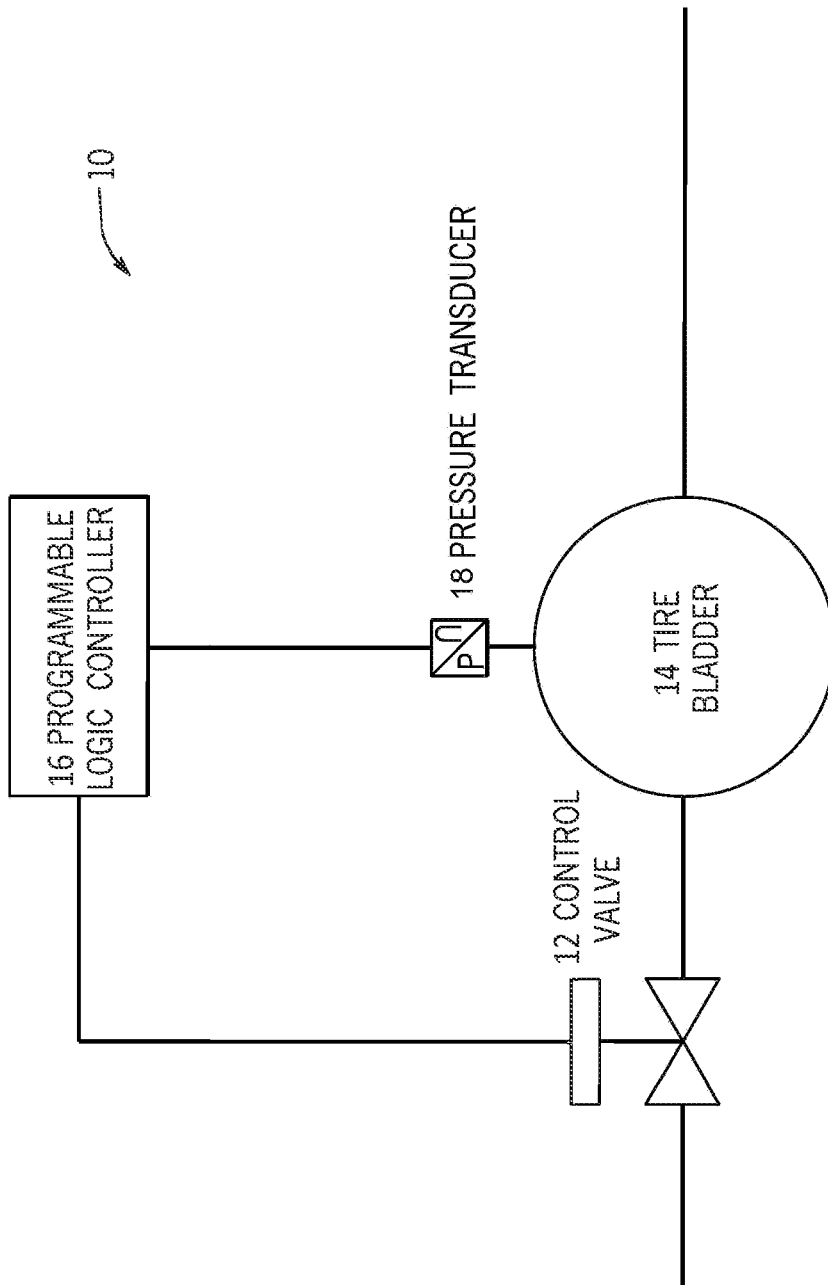 10
16 PROGRAMMABLE
LOGIC CONTROLLER
18 PRESSURE TRANSDUCER
P
U
12 CONTROL
VALVE
14 TIRE
BLADDER